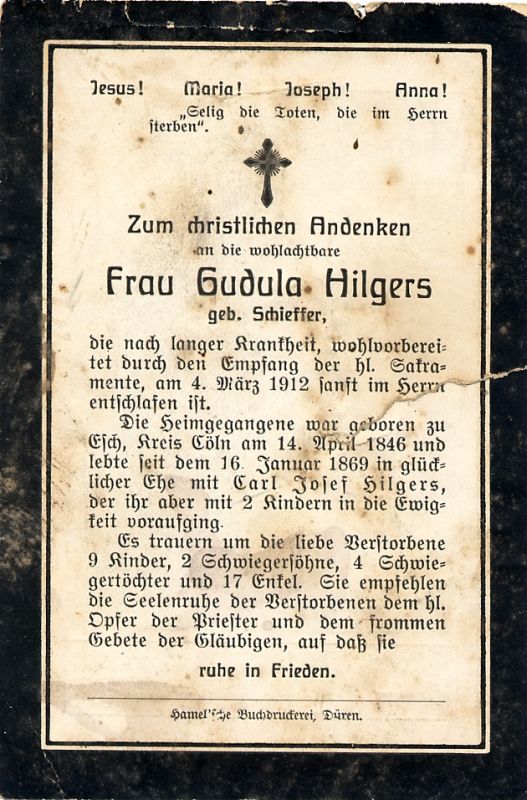 Jesus! Maria! Joseph! Anna!
„Selig die Toten, die im Herrn
sterben“.
Zum christlichen Andenken
an die wohlachtbare
Frau Gudula Hilgers
geb. Schieffer,
die nach langer Krankheit, wohlvorberei-
tet durch den Empfang der hl. Sakra-
mente, am 4. März 1912 sanft im Herrn
entschlafen ist.
Die Heimgegangene war geboren zu
Esch, Kreis Cöln am 14. April 1846 und
lebte seit dem 16. Januar 1869 in glück-
licher Ehe mit Carl Josef Hilgers,
der ihr aber mit 2 Kindern in die Ewig-
keit voraufging.
Es trauern um die liebe Verstorbene
9 Kinder, 2 Schwiegersöhne, 4 Schwie-
gertöchter und 17 Enkel. Sie empfehlen
die Seelenruhe der Verstorbenen dem hl.
Opfer der Priester und dem frommen
Gebete der Gläubigen, auf daß sie
ruhe in Frieden.
Hamel'sche Buchdruckerei, Düren.